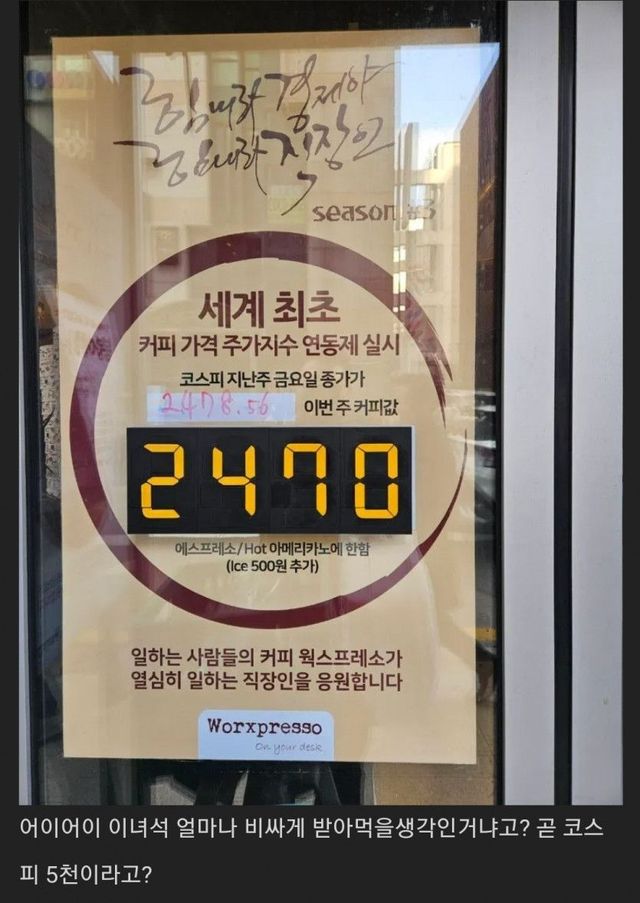 힘내라 경제야
힘내라 직장인
season #3
세계 최초
커피 가격 주가지수 연동제 실시
코스피 지난주 금요일 종가가
2478.56 이번 주 커피값
2470
에스프레소/Hot 아메리카노에 한함
(Ice 500원 추가)
일하는 사람들의 커피 웍스프레소가
열심히 일하는 직장인을 응원합니다
Worxpresso
On your desk
어이어이 이녀석 얼마나 비싸게 받아먹을생각인거냐고? 곧 코스
피 5천이라고?